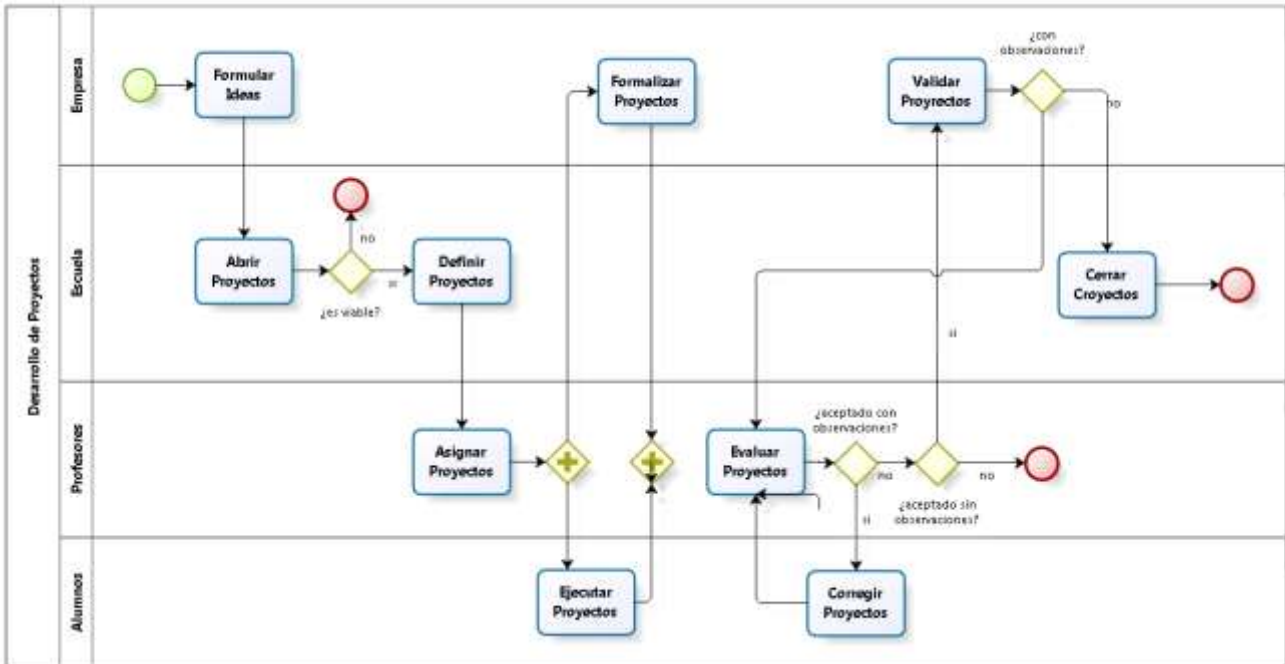 Desarrollo de Proyectos
Empresa
Formular
Ideas
Formalizar
Proyectos
Validar
Proyrectos
¿con
observaciones?
no
Escuela
Abrir
Proyectos
no
si
¿es viable?
Definir
Proyectos
Cerrar
Croyectos
si
Profesores
Asignar
Proyectos
Evaluar
Proyectos
¿aceptado con
observaciones?
no
si
no
¿aceptado sin
observaciones?
Alumnos
Ejecutar
Proyectos
Corregir
Proyectos